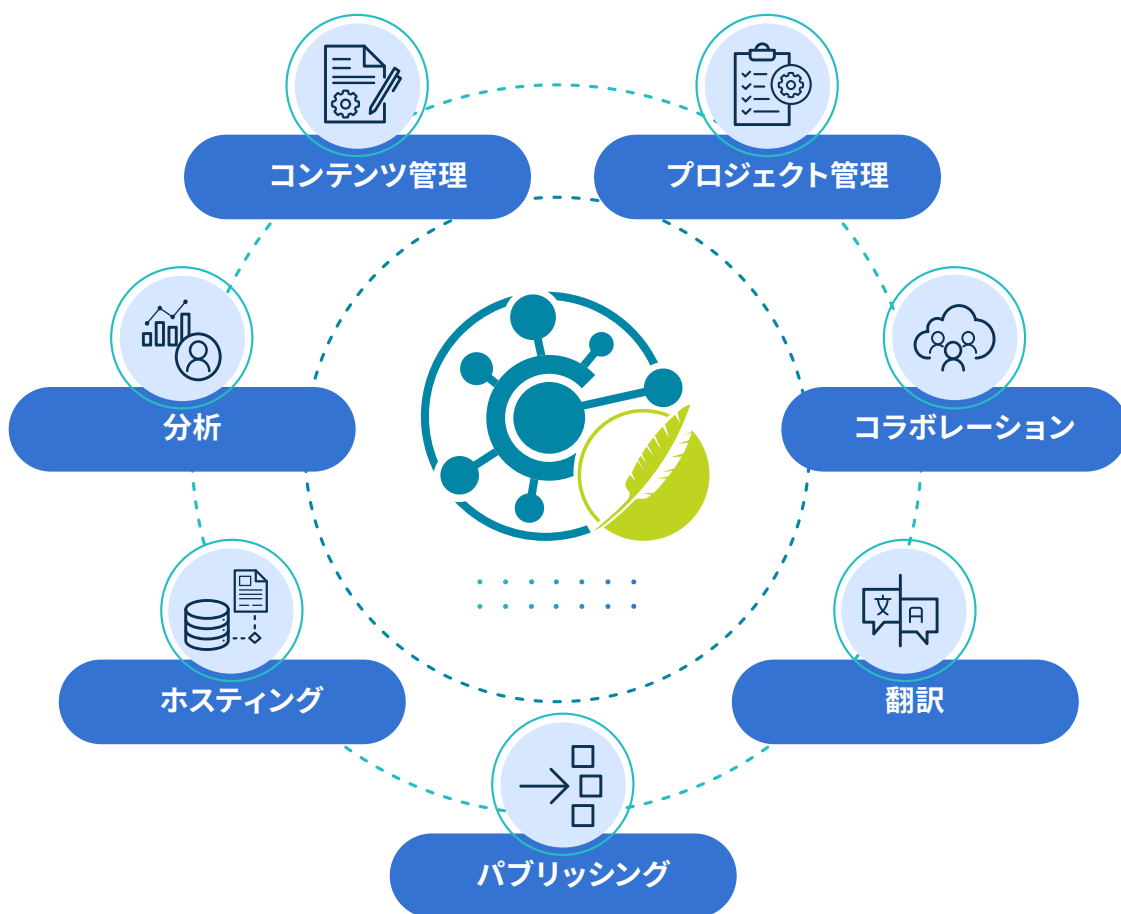 コンテンツ管理
プロジェクト管理
分析
コラボレーション
ホスティング
翻訳
パブリッシング
文
A